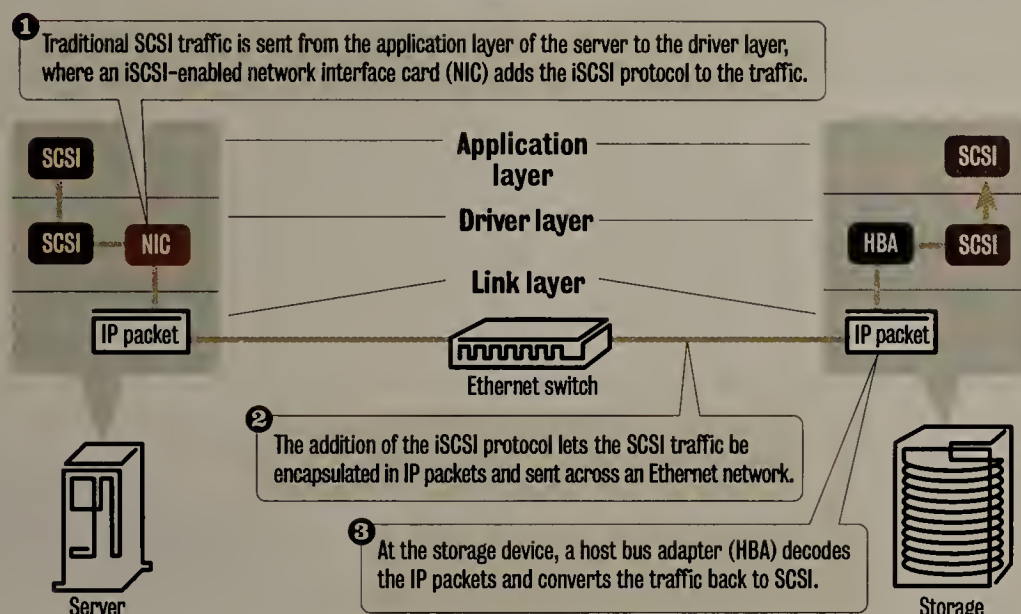 1
Traditional SCSI traffic is sent from the application layer of the server to the driver layer,
where an iSCSI-enabled network interface card (NIC) adds the iSCSI protocol to the traffic.
SCSI
Application
layer
SCSI
SCSI
NIC
Driver layer
HBA
SCSI
Link layer
IP packet
IP packet
Ethernet switch
2
The addition of the iSCSI protocol lets the SCSI traffic be
encapsulated in IP packets and sent across an Ethernet network.
3
At the storage device, a host bus adapter (HBA) decodes
the IP packets and converts the traffic back to SCSI.
Server
Storage